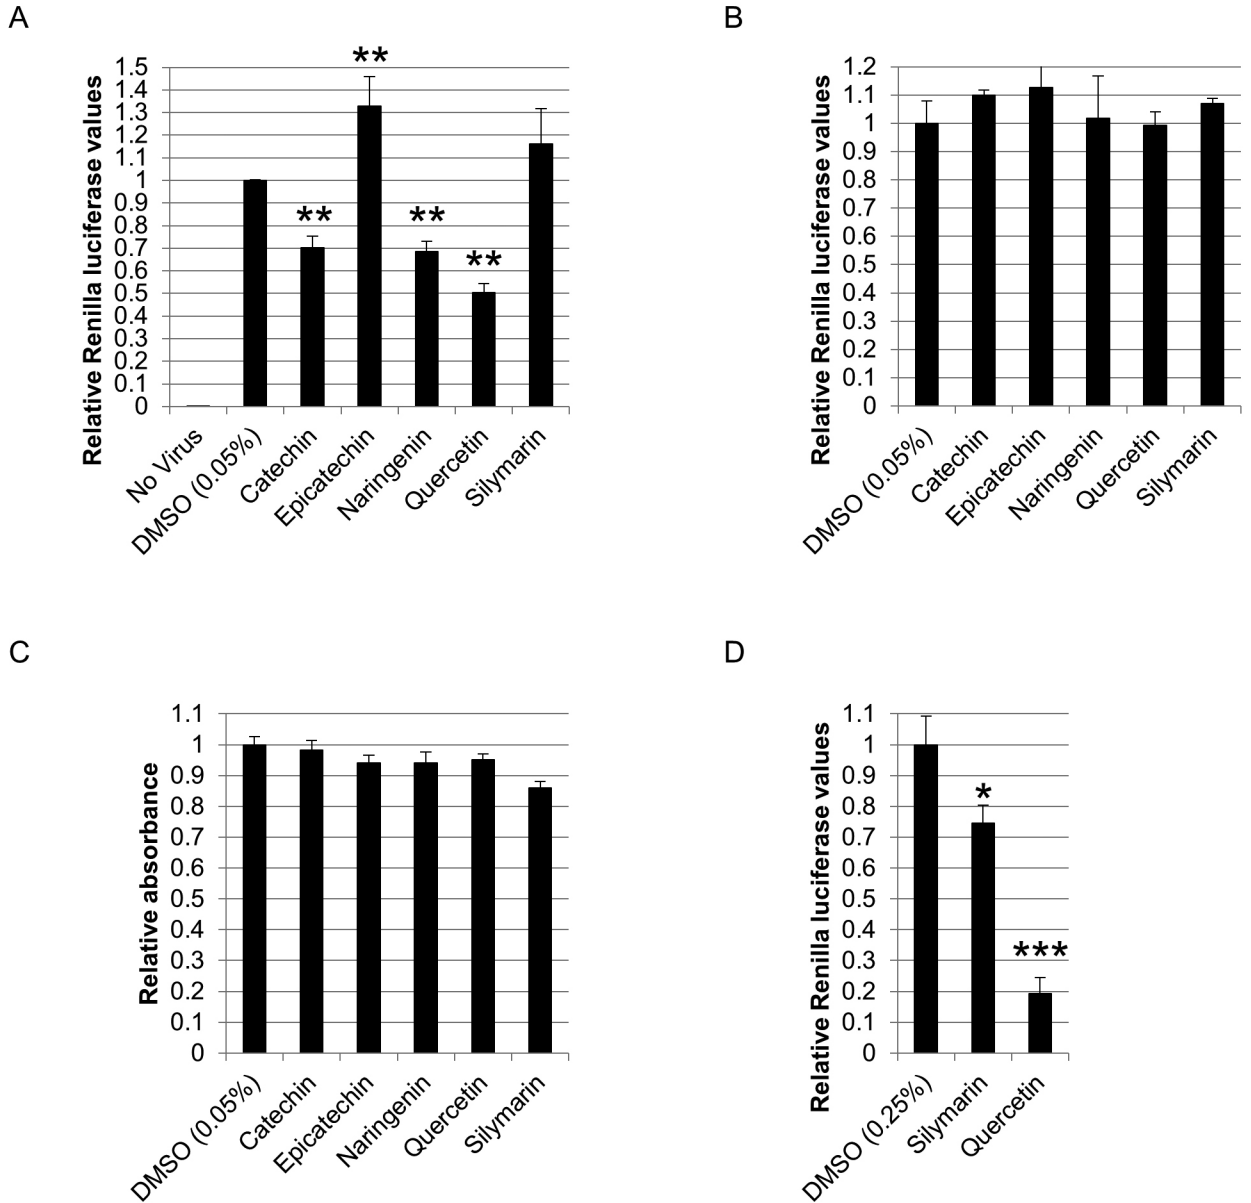 A
Relative Renilla luciferase values
1.5
1.4
1.3
1.2
1.1
1
0.9
0.8
0.7
0.6
0.5
0.4
0.3
0.2
0.1
0
**
**
**
**
No Virus
DMSO (0.05%)
Catechin
Epicatechin
Naringenin
Quercetin
Silymarin
B
Relative Renilla luciferase values
1.2
1.1
1
0.9
0.8
0.7
0.6
0.5
0.4
0.3
0.2
0.1
0
DMSO (0.05%)
Catechin
Epicatechin
Naringenin
Quercetin
Silymarin
C
Relative absorbance
1.1
1
0.9
0.8
0.7
0.6
0.5
0.4
0.3
0.2
0.1
0
DMSO (0.05%)
Catechin
Epicatechin
Naringenin
Quercetin
Silymarin
D
Relative Renilla luciferase values
1.1
1
0.9
0.8
0.7
0.6
0.5
0.4
0.3
0.2
0.1
0
*
***
DMSO (0.25%)
Silymarin
Quercetin